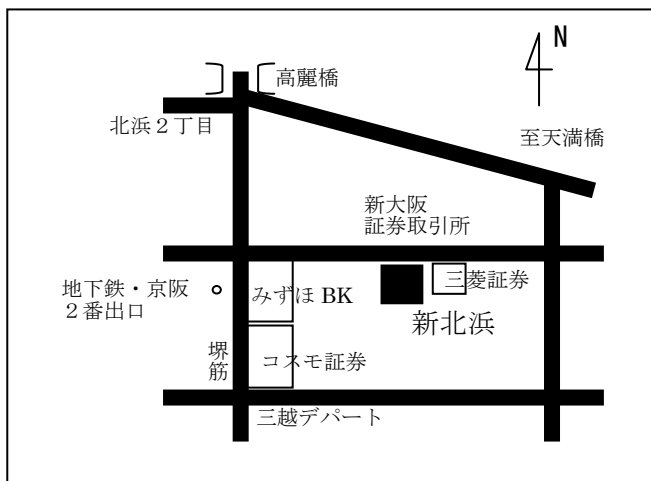 N
高麗橋
北浜２丁目
至天満橋
新大阪
証券取引所
地下鉄・京阪
２番出口
みずほ BK
三菱証券
新北浜
堺筋
コスモ証券
三越デパート